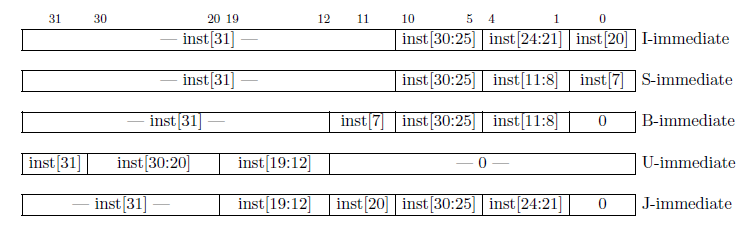 31 30 20 19 12 11 10 5 4 1 0
— inst[31] — inst[30:25] inst[24:21] inst[20] I-immediate
— inst[31] — inst[30:25] inst[11:8] inst[7] S-immediate
— inst[31] — inst[7] inst[30:25] inst[11:8] 0 B-immediate
inst[31] inst[30:20] inst[19:12] — 0 — U-immediate
— inst[31] — inst[19:12] inst[20] inst[30:25] inst[24:21] 0 J-immediate